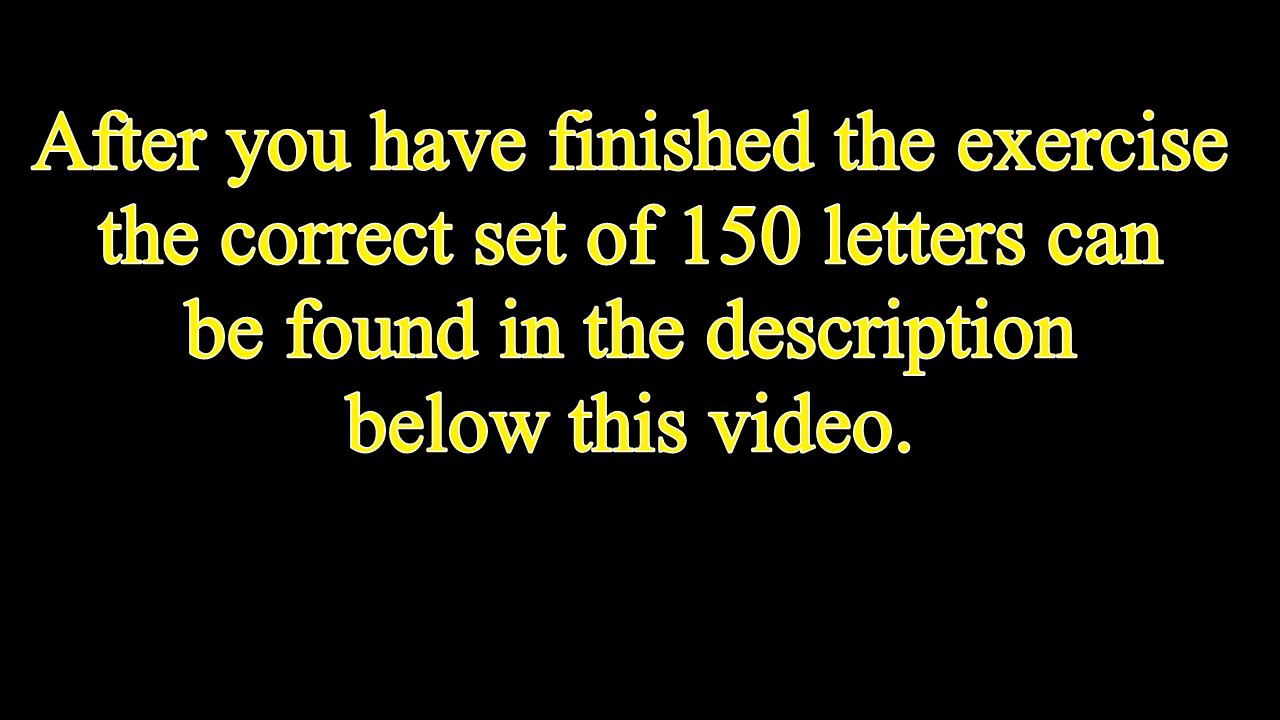 After you have finished the exercise
the correct set of 150 letters can
be found in the description
below this video.